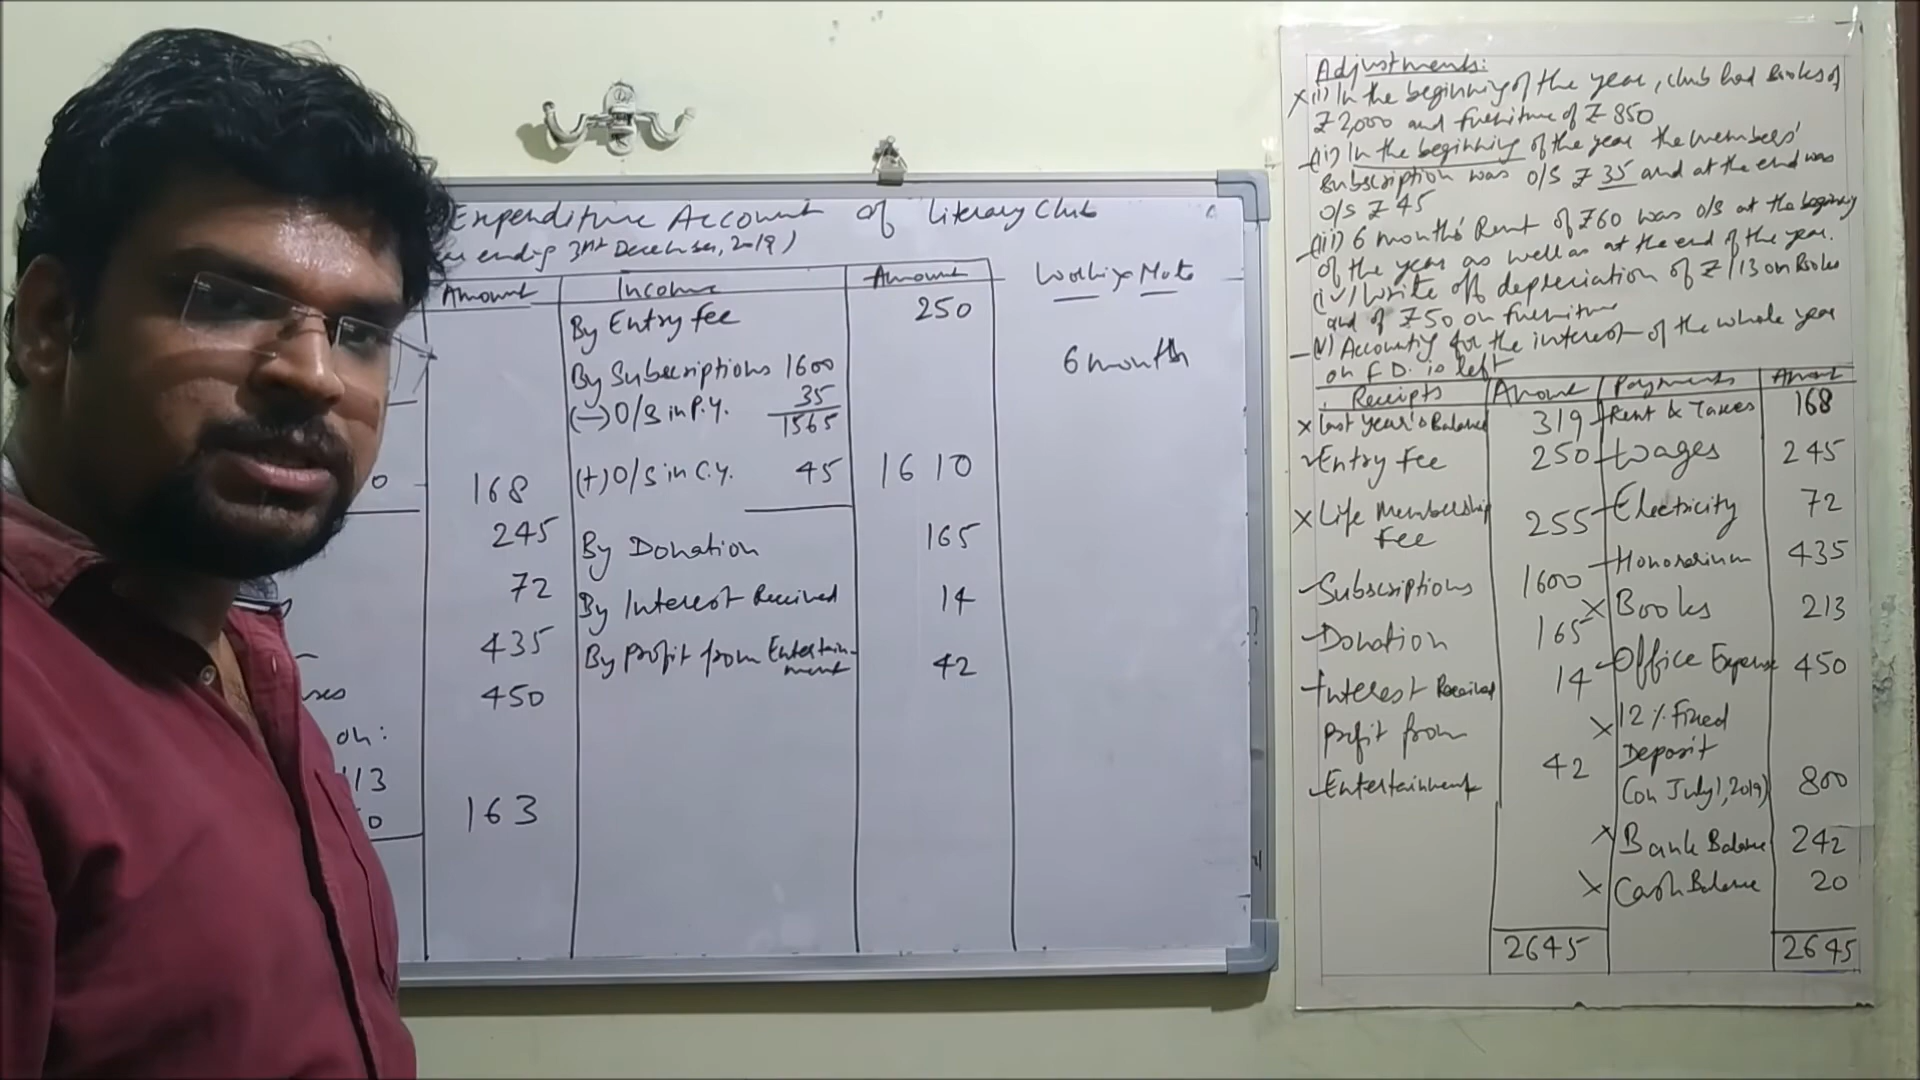 Expenditure Account of Literary Club
ending 31st December, 2019)
Amount
Income
Amount
Working Note
By Entry fee
250
6 month
By Subscriptions 1600
(-) O/S in P.Y.
35
1565
0
168
(+) O/S in C.Y.
45
1610
245
By Donation
165
72
By Interest Received
14
435
By Profit from Entertain-
ment
42
450
on:
113
0
163
Adjustments:
X (i) In the beginning of the year, club had Books of
₹ 2,000 and furniture of ₹ 850
(ii) In the beginning of the year the members'
subscription was O/S ₹ 35 and at the end was
O/S ₹ 45
(iii) 6 month's Rent of ₹60 was O/S at the beginning
of the year as well as at the end of the year.
(iv) Write off depreciation of ₹ 113 on Books
and of ₹50 on furniture
(v) Accounting for the interest of the whole year
on F.D. is left
Receipts
Amount
Payments
Amount
X Last year's Balance
319
Rent & Taxes
168
Entry Fee
250
Wages
245
X Life Membership
Fee
255
Electricity
72
Honorarium
435
Subscriptions
1600
X Books
213
Donation
165
Office Expense
450
Interest Received
14
X 12% Fixed
Deposit
(on July 1, 2019)
800
Profit from
Entertainment
42
X Bank Balance
242
X Cash Balance
20
2645
2645